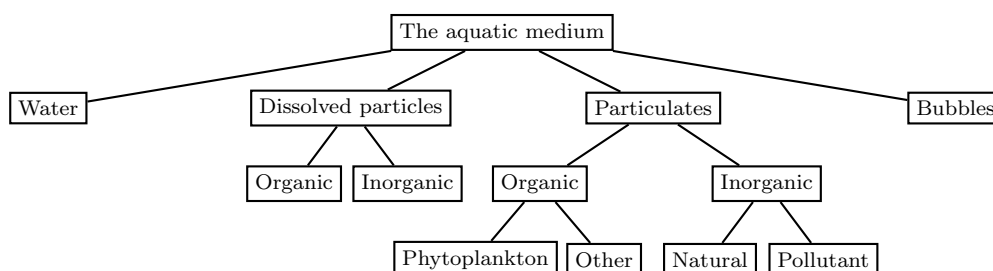 The aquatic medium
Water
Dissolved particles
Particulates
Bubbles
Organic
Inorganic
Organic
Inorganic
Phytoplankton
Other
Natural
Pollutant